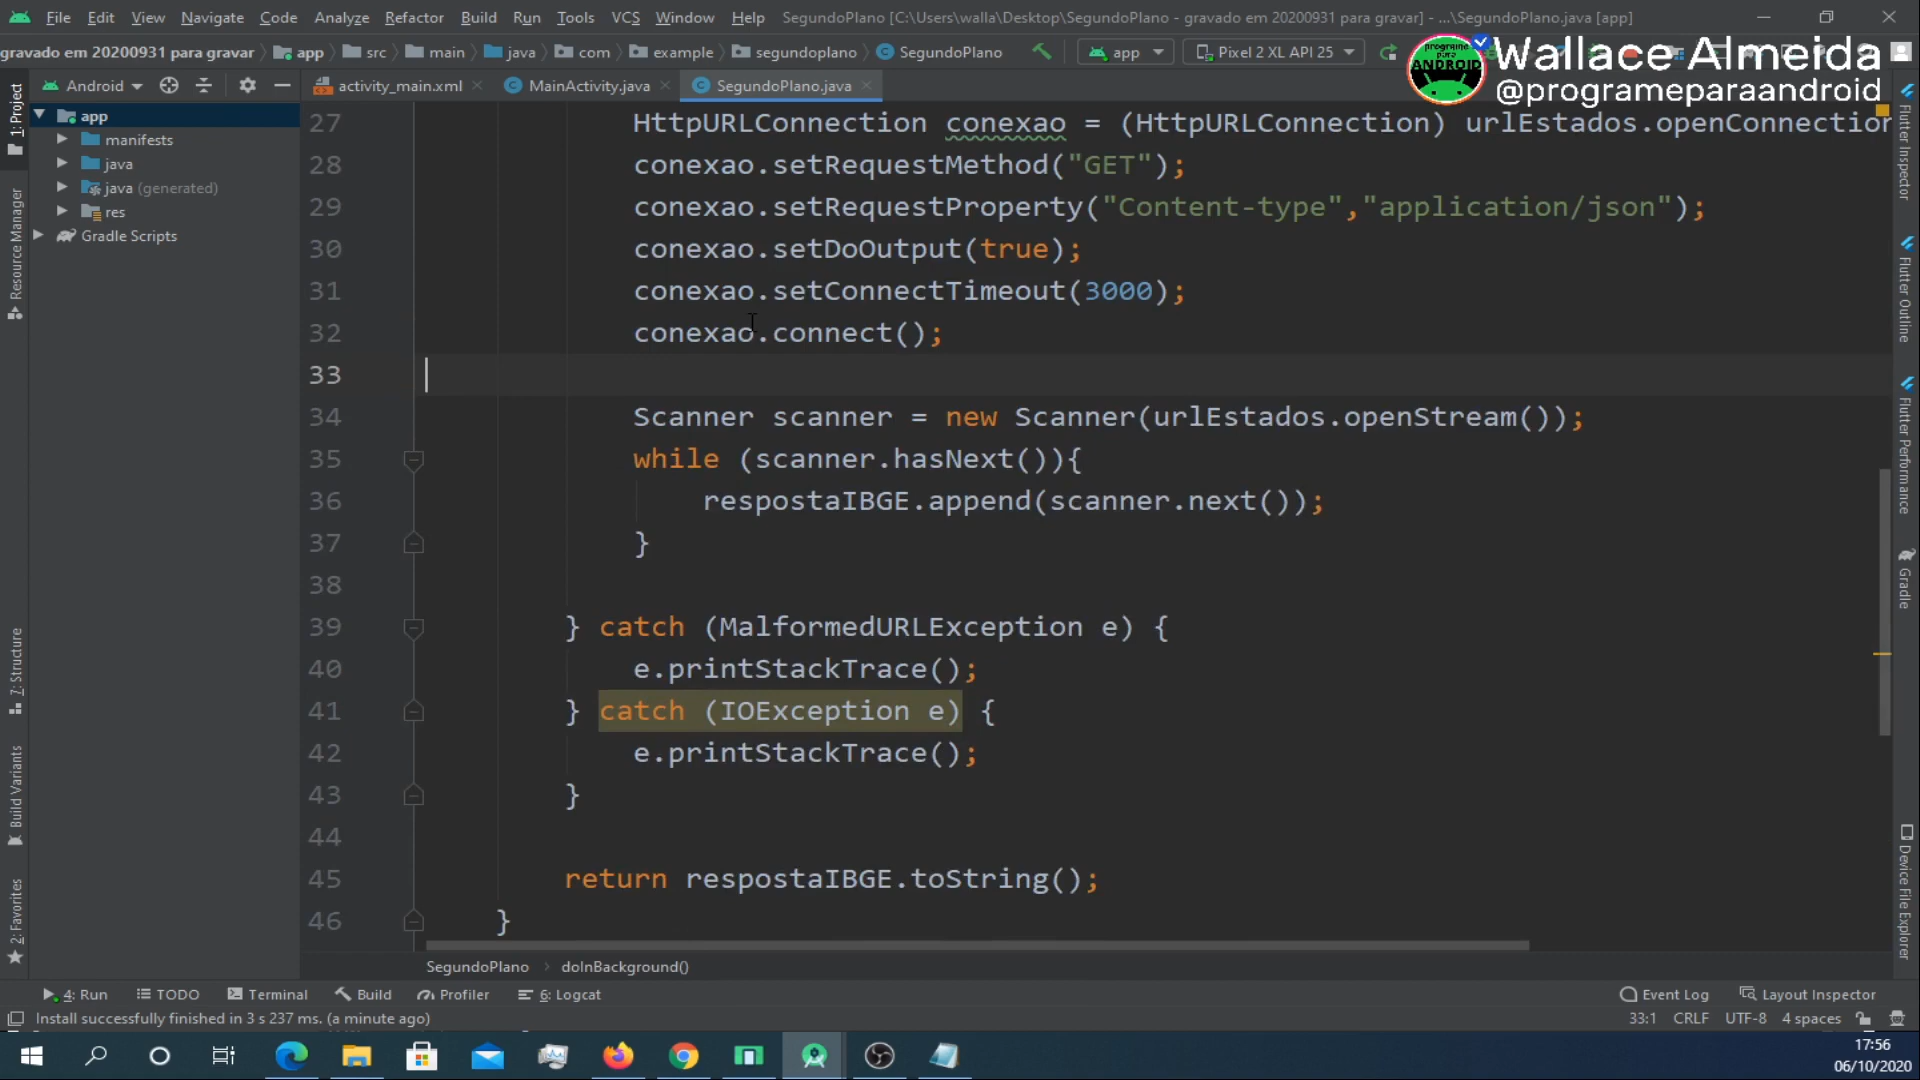 File Edit View Navigate Code Analyze Refactor Build Run Tools VCS Window Help SegundoPlano [C:\Users\walla\Desktop\SegundoPlano - gravado em 20200931 para gravar] - ...\SegundoPlano.java [app]
gravado em 20200931 para gravar app src main java com example segundoplano SegundoPlano app Pixel 2 XL API 25
programe para ANDROID
Wallace Almeida
@programeparaandroid
Android
activity_main.xml MainActivity.java SegundoPlano.java
1: Project
Resource Manager
7: Structure
Build Variants
2: Favorites
app
manifests
java
java (generated)
res
Gradle Scripts
27 HttpURLConnection conexao = (HttpURLConnection) urlEstados.openConnection
28 conexao.setRequestMethod("GET");
29 conexao.setRequestProperty("Content-type","application/json");
30 conexao.setDoOutput(true);
31 conexao.setConnectTimeout(3000);
32 conexao.connect();
33
34 Scanner scanner = new Scanner(urlEstados.openStream());
35 while (scanner.hasNext()){
36 respostaIBGE.append(scanner.next());
37 }
38
39 } catch (MalformedURLException e) {
40 e.printStackTrace();
41 } catch (IOException e) {
42 e.printStackTrace();
43 }
44
45 return respostaIBGE.toString();
46 }
Flutter Inspector
Flutter Outline
Flutter Performance
Gradle
Device File Explorer
SegundoPlano doInBackground()
4: Run TODO Terminal Build Profiler 6: Logcat Event Log Layout Inspector
Install successfully finished in 3 s 237 ms. (a minute ago) 33:1 CRLF UTF-8 4 spaces
17:56
06/10/2020